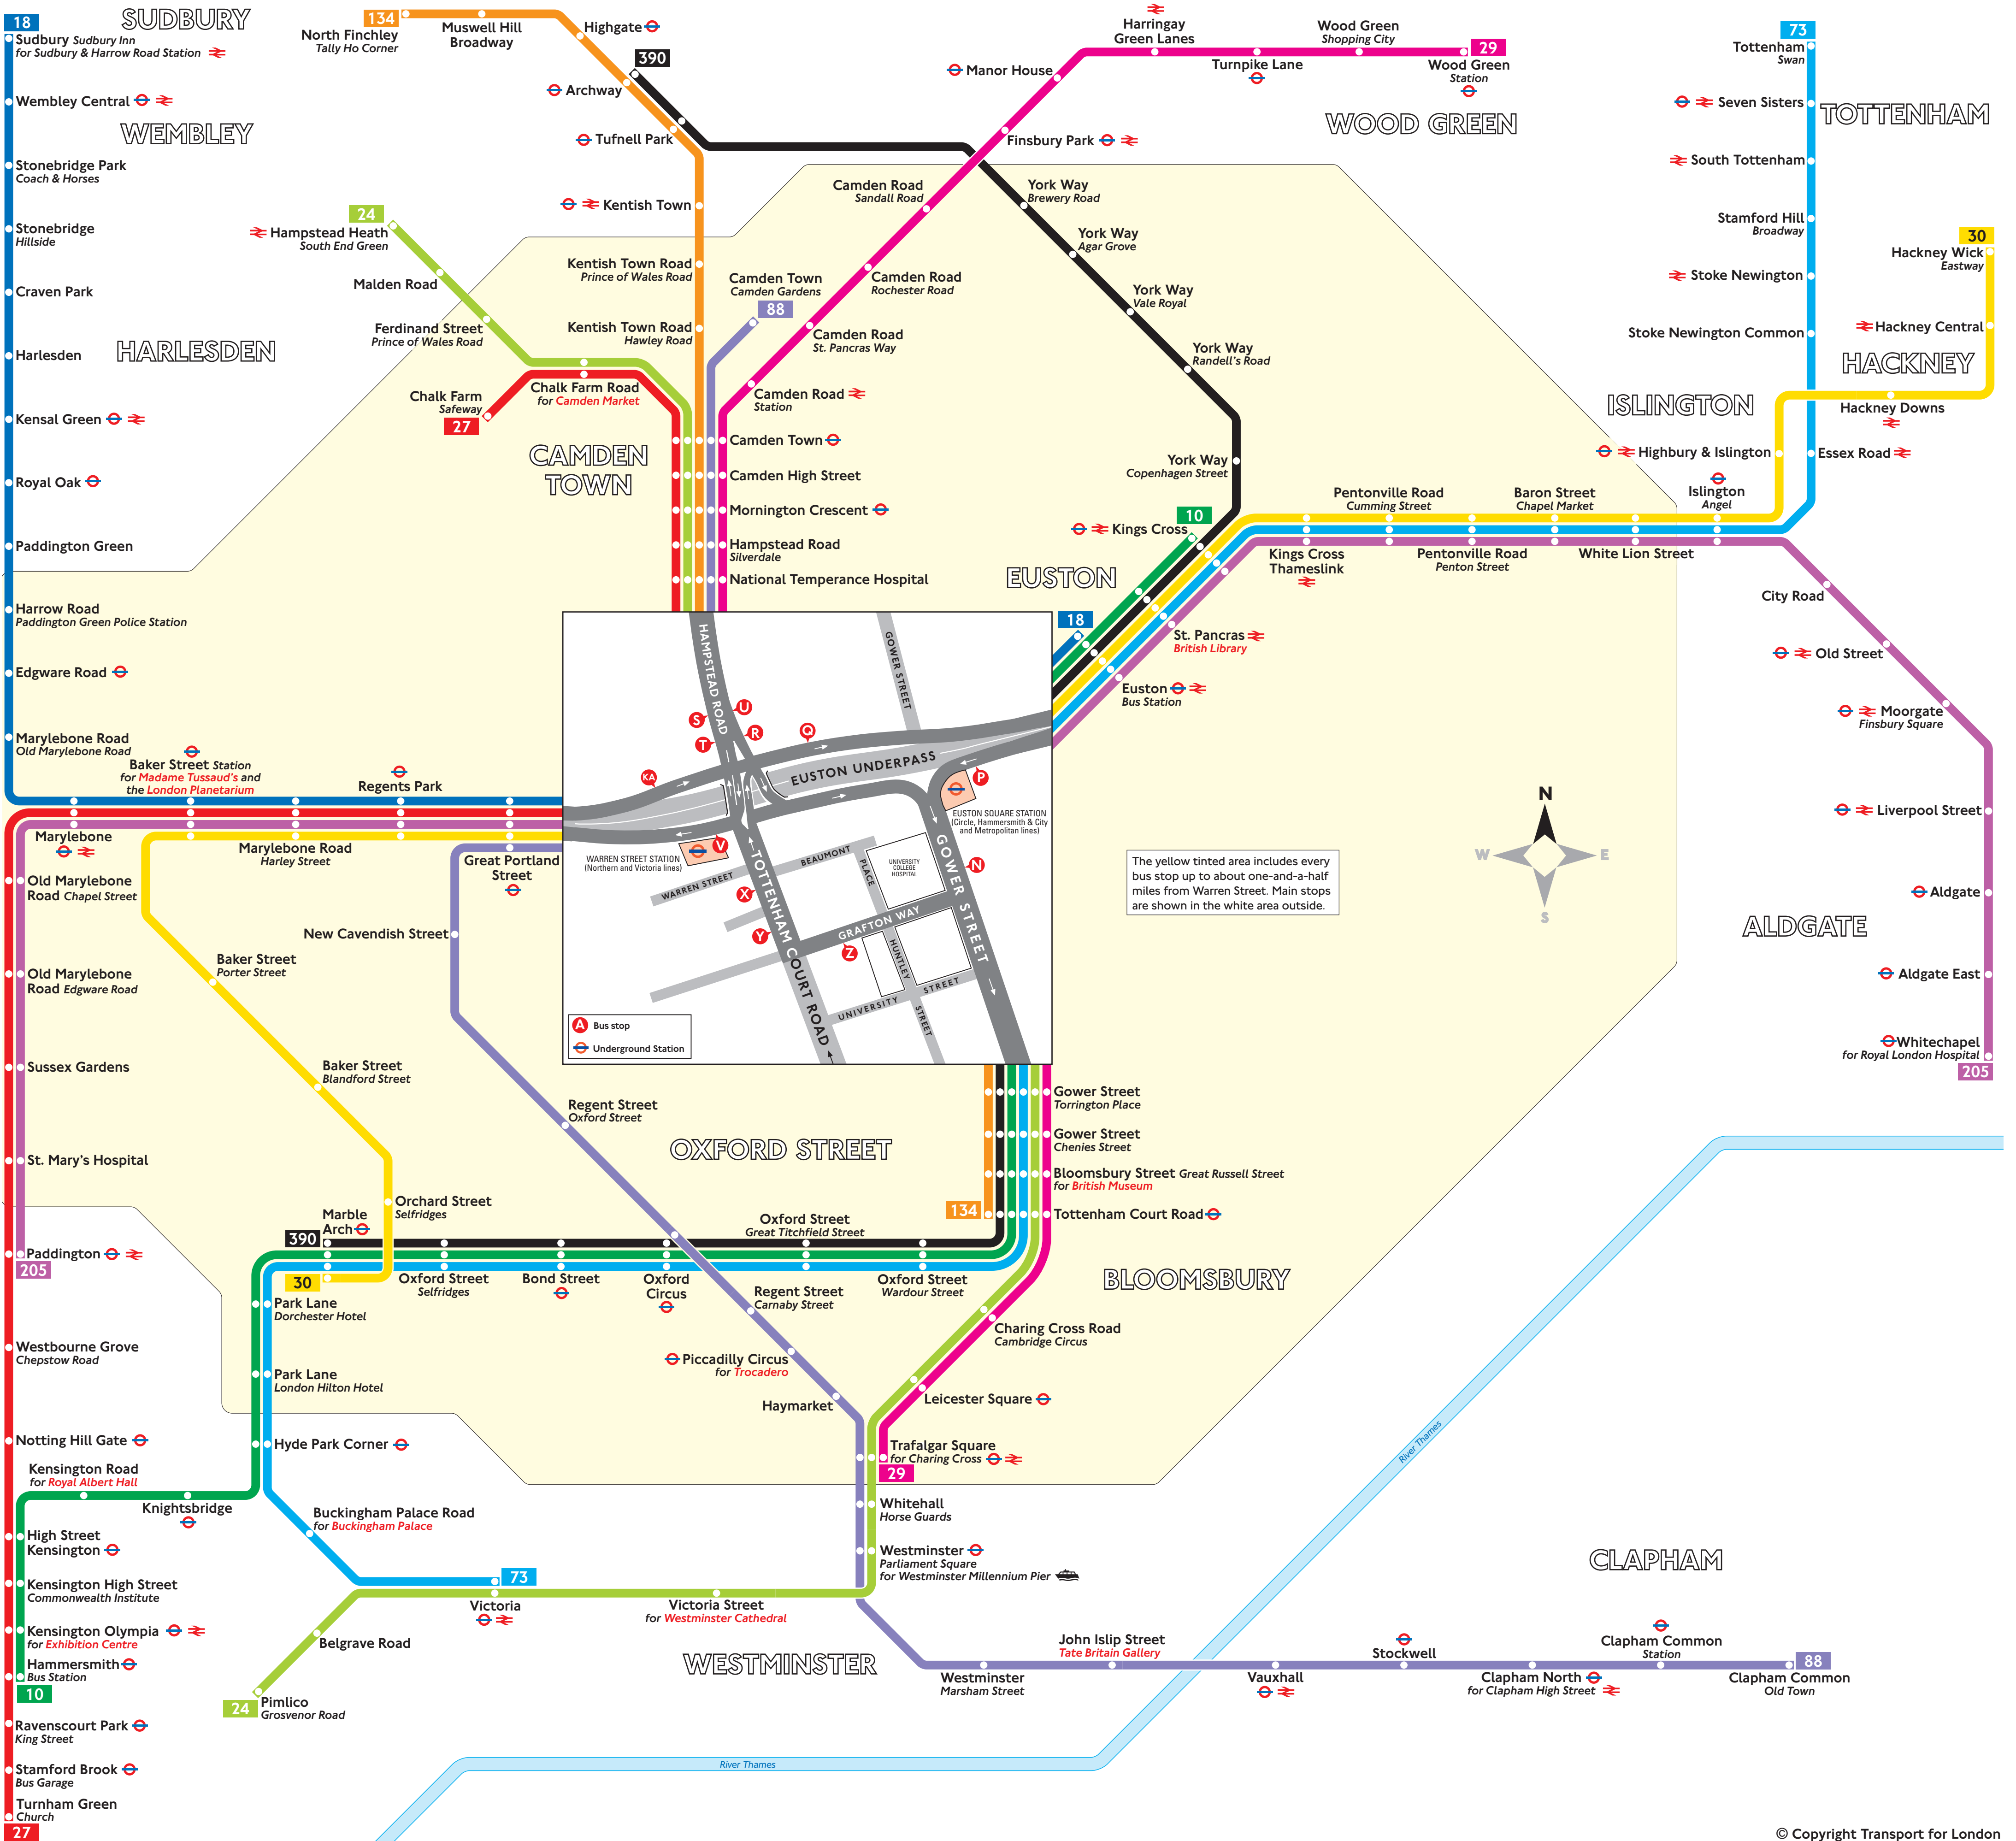 18
SUDBURY
Sudbury Sudbury Inn
for Sudbury & Harrow Road Station
Wembley Central
WEMBLEY
Stonebridge Park
Coach & Horses
Stonebridge
Hillside
Craven Park
Harlesden
HARLESDEN
Kensal Green
Royal Oak
Paddington Green
Harrow Road
Paddington Green Police Station
Edgware Road
Marylebone Road
Old Marylebone Road
Baker Street Station
for Madame Tussaud's and
the London Planetarium
Regents Park
Marylebone
Marylebone Road
Harley Street
Great Portland
Street
134
North Finchley
Tally Ho Corner
Muswell Hill
Broadway
Highgate
390
Archway
Tufnell Park
Kentish Town
24
Hampstead Heath
South End Green
Malden Road
Ferdinand Street
Prince of Wales Road
Kentish Town Road
Prince of Wales Road
Kentish Town Road
Hawley Road
Camden Town
Camden Gardens
88
Chalk Farm
Safeway
27
Chalk Farm Road
for Camden Market
CAMDEN
TOWN
Camden Town
Camden High Street
Mornington Crescent
Hampstead Road
Silverdale
National Temperance Hospital
Harringay
Green Lanes
Wood Green
Shopping City
29
Manor House
Turnpike Lane
Wood Green
Station
WOOD GREEN
Finsbury Park
Camden Road
Sandall Road
Camden Road
Rochester Road
Camden Road
St. Pancras Way
Camden Road
Station
York Way
Brewery Road
York Way
Agar Grove
York Way
Vale Royal
York Way
Randell's Road
York Way
Copenhagen Street
10
Kings Cross
EUSTON
18
St. Pancras
British Library
Euston
Bus Station
73
Tottenham
Swan
Seven Sisters
TOTTENHAM
South Tottenham
Stamford Hill
Broadway
Stoke Newington
Stoke Newington Common
30
Hackney Wick
Eastway
Hackney Central
HACKNEY
Hackney Downs
ISLINGTON
Highbury & Islington
Essex Road
Islington
Angel
Pentonville Road
Cumming Street
Baron Street
Chapel Market
Kings Cross
Thameslink
Pentonville Road
Penton Street
White Lion Street
City Road
Old Street
Moorgate
Finsbury Square
Liverpool Street
Aldgate
ALDGATE
Aldgate East
Whitechapel
for Royal London Hospital
205
N
W
E
S
The yellow tinted area includes every
bus stop up to about one-and-a-half
miles from Warren Street. Main stops
are shown in the white area outside.
HAMPSTEAD ROAD
GOWER STREET
S
U
T
R
Q
KA
EUSTON UNDERPASS
P
EUSTON SQUARE STATION
(Circle, Hammersmith & City
and Metropolitan lines)
WARREN STREET STATION
(Northern and Victoria lines)
V
WARREN STREET
BEAUMONT
PLACE
UNIVERSITY
COLLEGE
HOSPITAL
GOWER STREET
N
X
TOTTENHAM COURT ROAD
Y
GRAFTON WAY
Z
HUNTLEY
STREET
UNIVERSITY
STREET
A Bus stop
Underground Station
Old Marylebone
Road Chapel Street
Old Marylebone
Road Edgware Road
Sussex Gardens
St. Mary's Hospital
Paddington
205
New Cavendish Street
Baker Street
Porter Street
Baker Street
Blandford Street
Orchard Street
Selfridges
Regent Street
Oxford Street
OXFORD STREET
Gower Street
Torrington Place
Gower Street
Chenies Street
Bloomsbury Street Great Russell Street
for British Museum
134
Tottenham Court Road
390
Marble
Arch
30
Oxford Street
Selfridges
Bond Street
Oxford
Circus
Oxford Street
Great Titchfield Street
Regent Street
Carnaby Street
Oxford Street
Wardour Street
BLOOMSBURY
Park Lane
Dorchester Hotel
Park Lane
London Hilton Hotel
Hyde Park Corner
Charing Cross Road
Cambridge Circus
Piccadilly Circus
for Trocadero
Haymarket
Leicester Square
Trafalgar Square
for Charing Cross
29
Westbourne Grove
Chepstow Road
Notting Hill Gate
Kensington Road
for Royal Albert Hall
Knightsbridge
High Street
Kensington
Kensington High Street
Commonwealth Institute
Kensington Olympia
for Exhibition Centre
Hammersmith
Bus Station
10
Ravenscourt Park
King Street
Stamford Brook
Bus Garage
Turnham Green
Church
27
Buckingham Palace Road
for Buckingham Palace
73
Victoria
Victoria Street
for Westminster Cathedral
Belgrave Road
24
Pimlico
Grosvenor Road
Whitehall
Horse Guards
Westminster
Parliament Square
for Westminster Millennium Pier
WESTMINSTER
Westminster
Marsham Street
John Islip Street
Tate Britain Gallery
Vauxhall
Stockwell
Clapham North
for Clapham High Street
Clapham Common
Station
CLAPHAM
88
Clapham Common
Old Town
River Thames
River Thames
© Copyright Transport for London